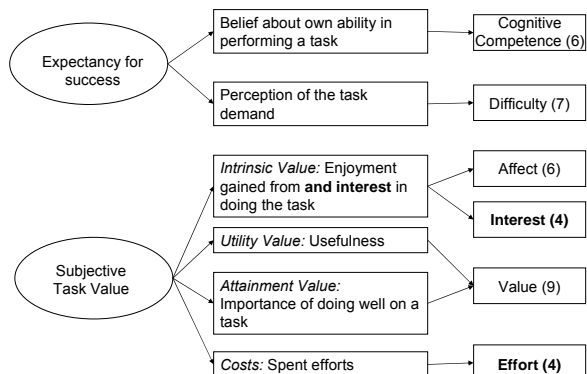 Expectancy for
success
Belief about own ability in
performing a task
Cognitive
Competence (6)
Perception of the task
demand
Difficulty (7)
Subjective
Task Value
Intrinsic Value: Enjoyment
gained from and interest in
doing the task
Affect (6)
Interest (4)
Utility Value: Usefulness
Attainment Value:
Importance of doing well on a
task
Value (9)
Costs: Spent efforts
Effort (4)